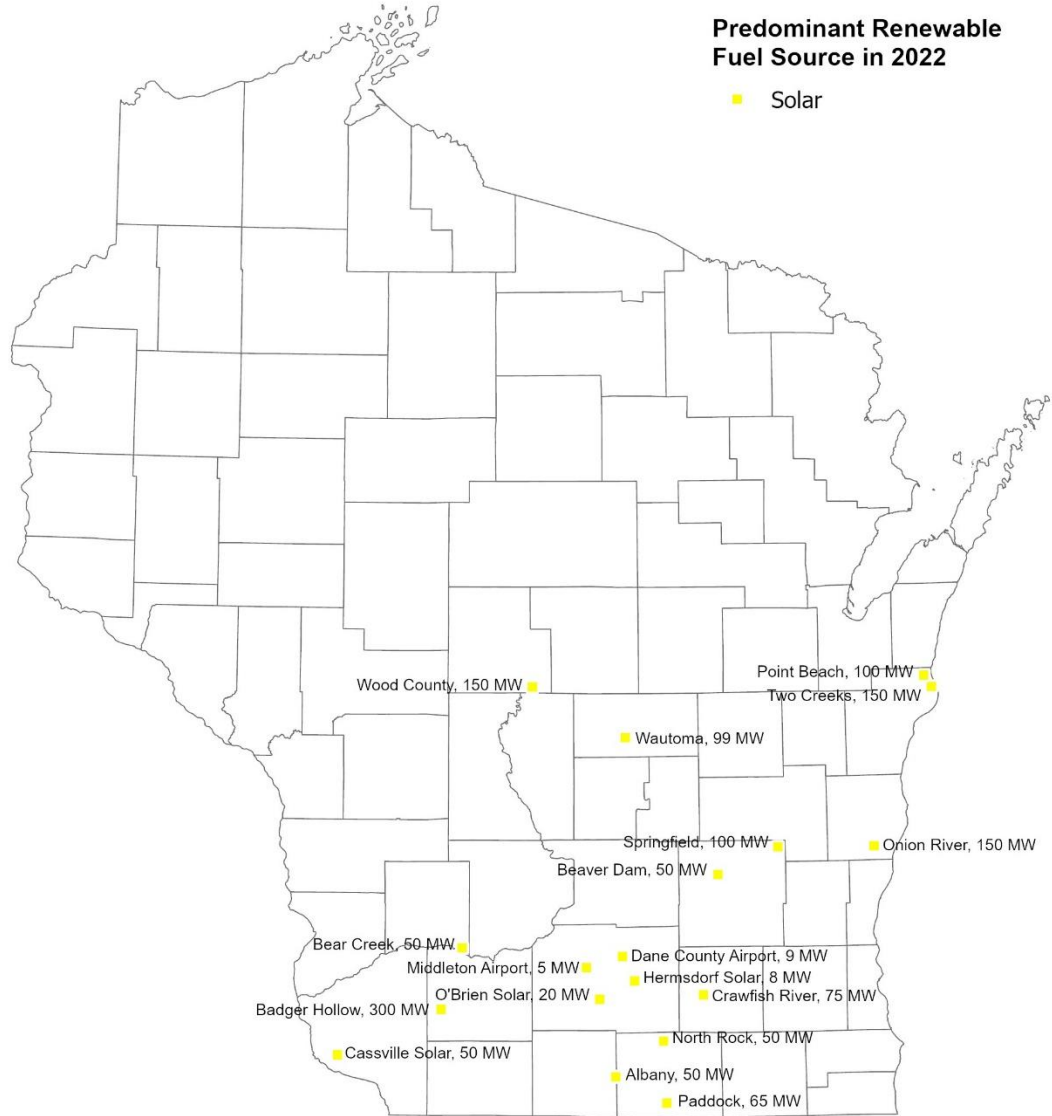 Predominant Renewable
Fuel Source in 2022
Solar
Point Beach, 100 MW
Wood County, 150 MW
Two Creeks, 150 MW
Wautoma, 99 MW
Springfield, 100 MW
Onion River, 150 MW
Beaver Dam, 50 MW
Bear Creek, 50 MW
Dane County Airport, 9 MW
Middleton Airport, 5 MW
Hermsdorf Solar, 8 MW
O'Brien Solar, 20 MW
Crawfish River, 75 MW
Badger Hollow, 300 MW
North Rock, 50 MW
Cassville Solar, 50 MW
Albany, 50 MW
Paddock, 65 MW